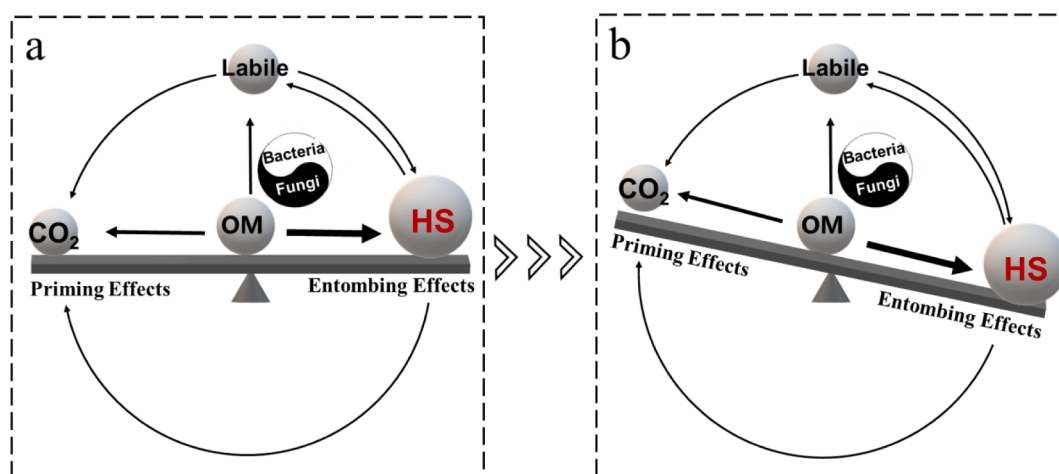 a
Labile
Bacteria
Fungi
CO₂
OM
HS
Priming Effects
Entombing Effects
b
Labile
Bacteria
Fungi
CO₂
OM
HS
Priming Effects
Entombing Effects